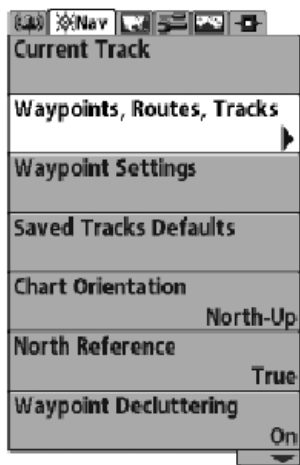 Nav
Current Track
Waypoints, Routes, Tracks
Waypoint Settings
Saved Tracks Defaults
Chart Orientation
North-Up
North Reference
True
Waypoint Decluttering
On